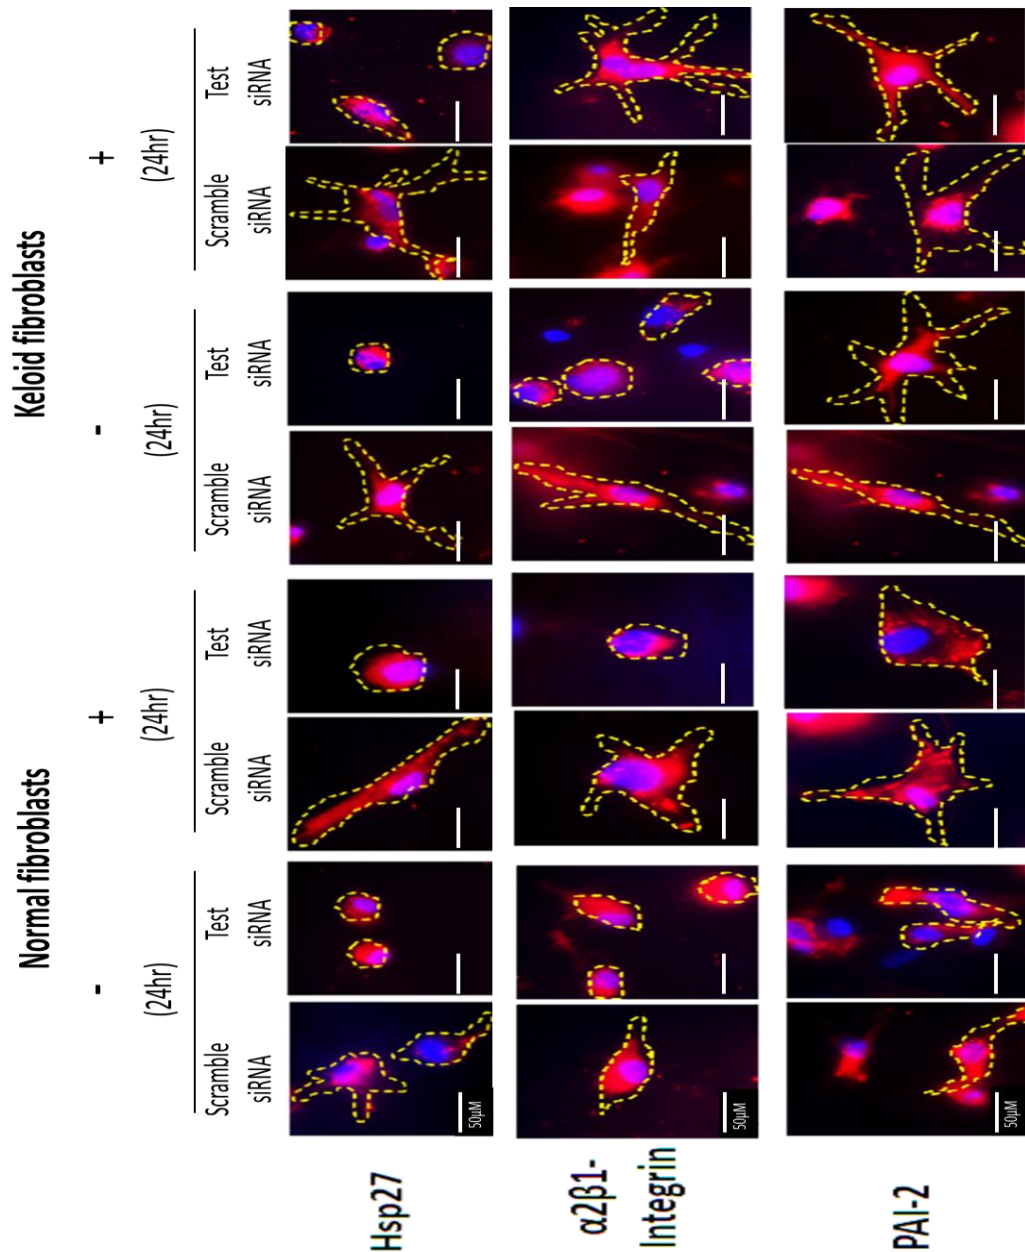 Normal fibroblasts Keloid fibroblasts
- + - +
(24hr) (24hr) (24hr) (24hr)
Scramble Test Scramble Test Scramble Test Scramble Test
siRNA siRNA siRNA siRNA siRNA siRNA siRNA siRNA
Hsp27
50µM
α2β1-
Integrin
50µM
PAI-2
50µM